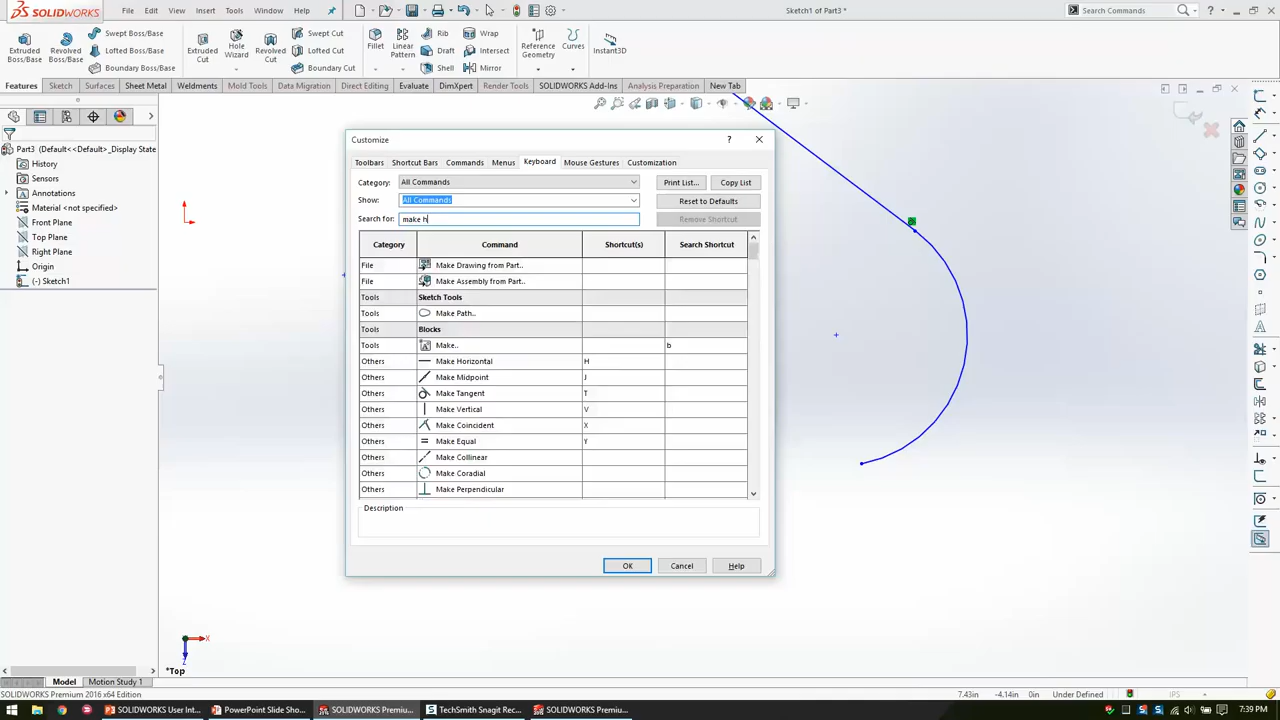 SOLIDWORKS File Edit View Insert Tools Window Help Sketch1 of Part3 * Search Commands
Extruded Boss/Base Revolved Boss/Base Swept Boss/Base Lofted Boss/Base Boundary Boss/Base Extruded Cut Hole Wizard Revolved Cut Swept Cut Lofted Cut Boundary Cut Fillet Linear Pattern Rib Draft Shell Wrap Intersect Mirror Reference Geometry Curves Instant3D
Features Sketch Surfaces Sheet Metal Weldments Mold Tools Data Migration Direct Editing Evaluate DimXpert Render Tools SOLIDWORKS Add-Ins Analysis Preparation New Tab
Part3 (Default<<Default>_Display State
History
Sensors
Annotations
Material <not specified>
Front Plane
Top Plane
Right Plane
Origin
(-) Sketch1
Customize
Toolbars Shortcut Bars Commands Menus Keyboard Mouse Gestures Customization
Category: All Commands Print List... Copy List
Show: All Commands Reset to Defaults
Search for: make h Remove Shortcut
Category Command Shortcut(s) Search Shortcut
File Make Drawing from Part..
File Make Assembly from Part..
Tools Sketch Tools
Tools Make Path..
Tools Blocks
Tools Make.. b
Others Make Horizontal H
Others Make Midpoint J
Others Make Tangent T
Others Make Vertical V
Others Make Coincident X
Others Make Equal Y
Others Make Collinear
Others Make Coradial
Others Make Perpendicular
Description
OK Cancel Help
X
Z
*Top
Model Motion Study 1
SOLIDWORKS Premium 2016 x64 Edition 7.43in -4.14in 0in Under Defined IPS
SOLIDWORKS User Int... PowerPoint Slide Sho... SOLIDWORKS Premiu... TechSmith Snagit Rec... SOLIDWORKS Premiu... 7:39 PM